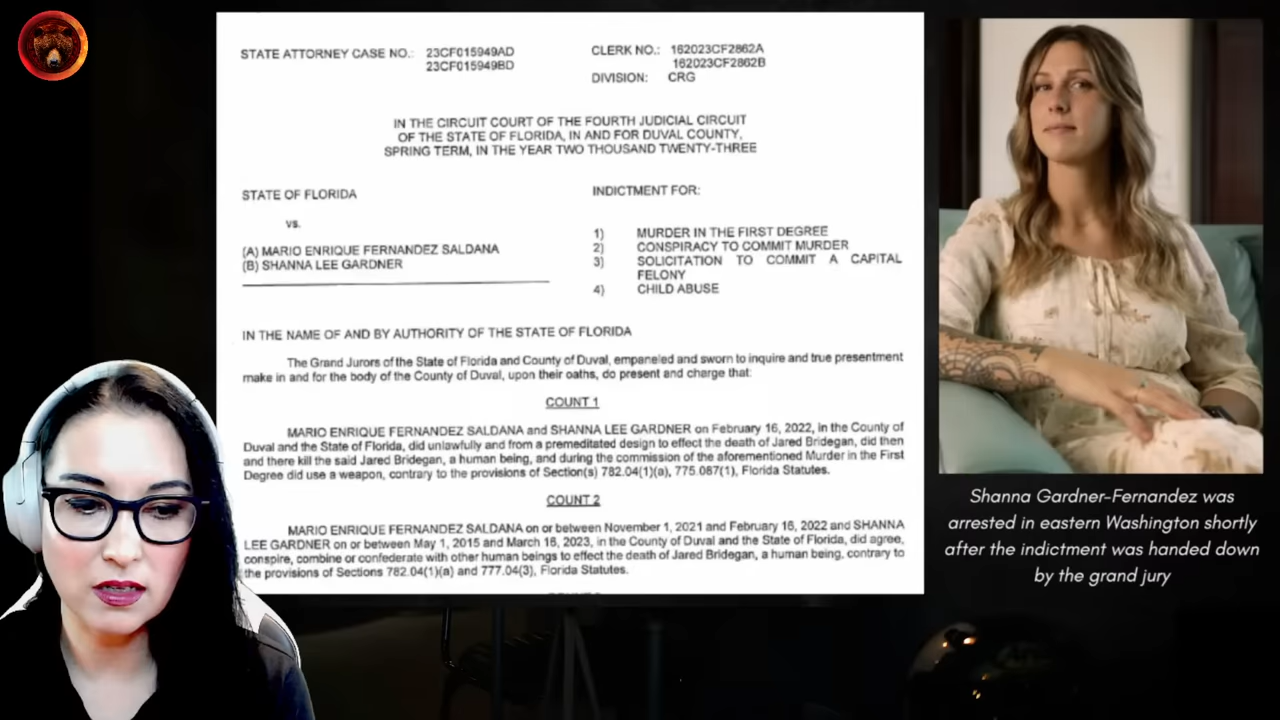 STATE ATTORNEY CASE NO.: 23CF015949AD
23CF015949BD
CLERK NO.: 162023CF2862A
162023CF2862B
DIVISION: CRG
IN THE CIRCUIT COURT OF THE FOURTH JUDICIAL CIRCUIT
OF THE STATE OF FLORIDA, IN AND FOR DUVAL COUNTY,
SPRING TERM, IN THE YEAR TWO THOUSAND TWENTY-THREE
STATE OF FLORIDA
vs.
(A) MARIO ENRIQUE FERNANDEZ SALDANA
(B) SHANNA LEE GARDNER
INDICTMENT FOR:
1) MURDER IN THE FIRST DEGREE
2) CONSPIRACY TO COMMIT MURDER
3) SOLICITATION TO COMMIT A CAPITAL
FELONY
4) CHILD ABUSE
IN THE NAME OF AND BY AUTHORITY OF THE STATE OF FLORIDA
The Grand Jurors of the State of Florida and County of Duval, empaneled and sworn to inquire and true presentment
make in and for the body of the County of Duval, upon their oaths, do present and charge that:
COUNT 1
MARIO ENRIQUE FERNANDEZ SALDANA and SHANNA LEE GARDNER on February 16, 2022, in the County of
Duval and the State of Florida, did unlawfully and from a premeditated design to effect the death of Jared Bridegan, did then
and there kill the said Jared Bridegan, a human being, and during the commission of the aforementioned Murder in the First
Degree did use a weapon, contrary to the provisions of Section(s) 782.04(1)(a), 775.087(1), Florida Statutes.
COUNT 2
MARIO ENRIQUE FERNANDEZ SALDANA on or between November 1, 2021 and February 16, 2022 and SHANNA
LEE GARDNER on or between May 1, 2015 and March 16, 2023, in the County of Duval and the State of Florida, did agree,
conspire, combine or confederate with other human beings to effect the death of Jared Bridegan, a human being, contrary to
the provisions of Sections 782.04(1)(a) and 777.04(3), Florida Statutes.
Shanna Gardner-Fernandez was
arrested in eastern Washington shortly
after the indictment was handed down
by the grand jury